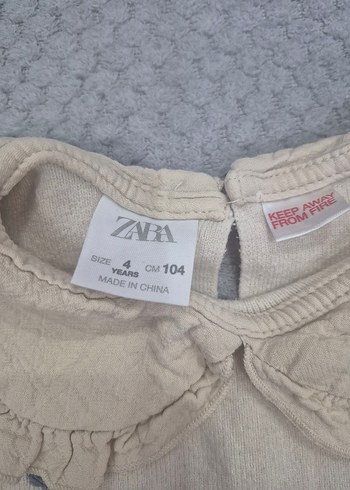 ZARA
SIZE 4 YEARS CM 104
MADE IN CHINA
KEEP AWAY
FROM FIRE